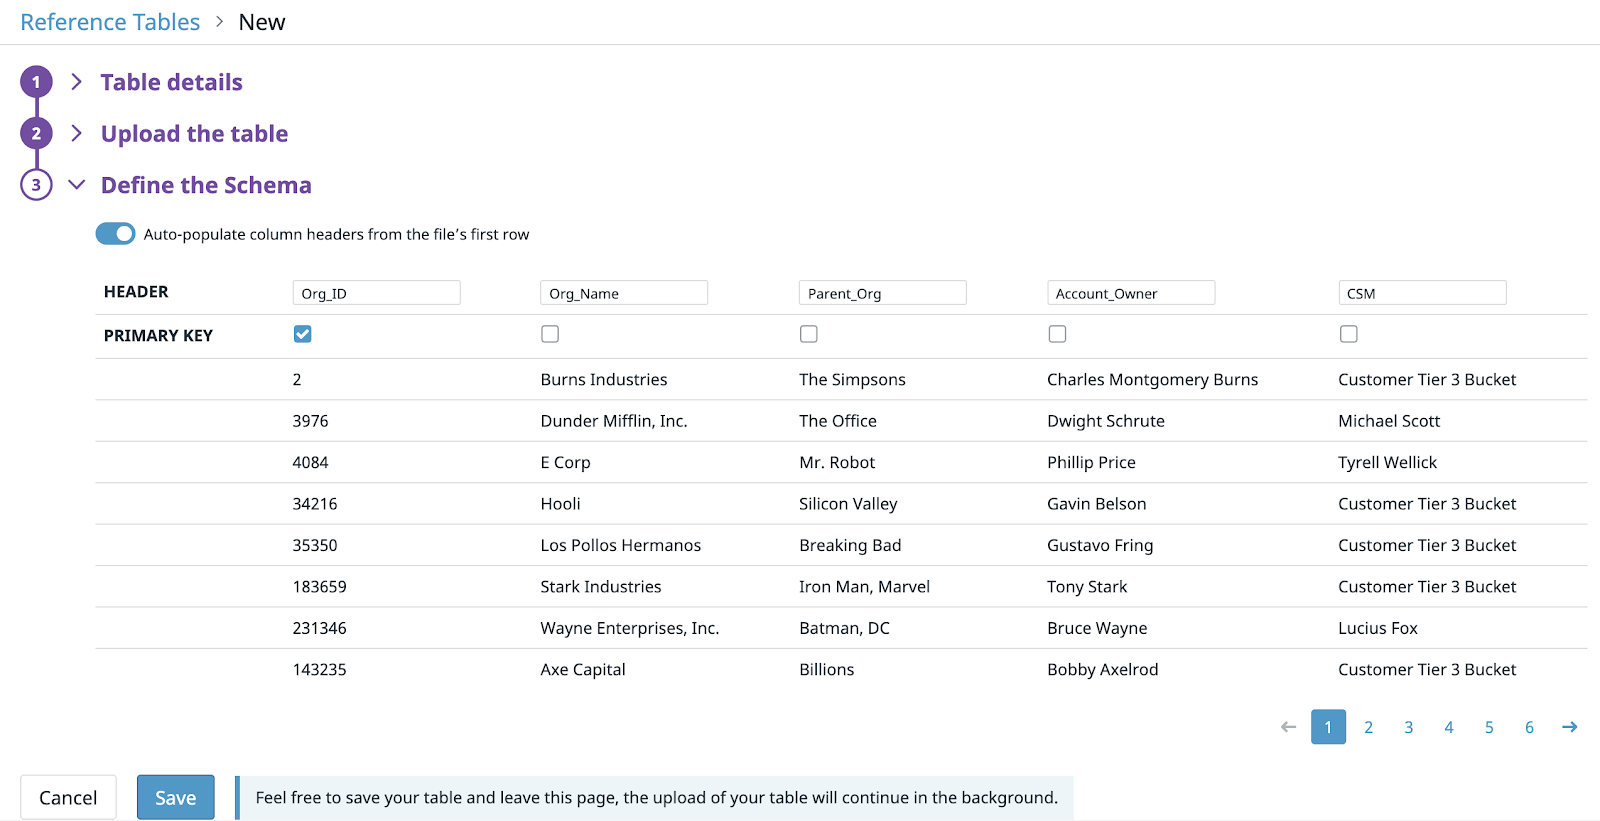 Reference Tables > New
1 > Table details
2 > Upload the table
3 Define the Schema
Auto-populate column headers from the file's first row
HEADER Org_ID Org_Name Parent_Org Account_Owner CSM
PRIMARY KEY
2 Burns Industries The Simpsons Charles Montgomery Burns Customer Tier 3 Bucket
3976 Dunder Mifflin, Inc. The Office Dwight Schrute Michael Scott
4084 E Corp Mr. Robot Phillip Price Tyrell Wellick
34216 Hooli Silicon Valley Gavin Belson Customer Tier 3 Bucket
35350 Los Pollos Hermanos Breaking Bad Gustavo Fring Customer Tier 3 Bucket
183659 Stark Industries Iron Man, Marvel Tony Stark Customer Tier 3 Bucket
231346 Wayne Enterprises, Inc. Batman, DC Bruce Wayne Lucius Fox
143235 Axe Capital Billions Bobby Axelrod Customer Tier 3 Bucket
← 1 2 3 4 5 6 →
Cancel Save Feel free to save your table and leave this page, the upload of your table will continue in the background.